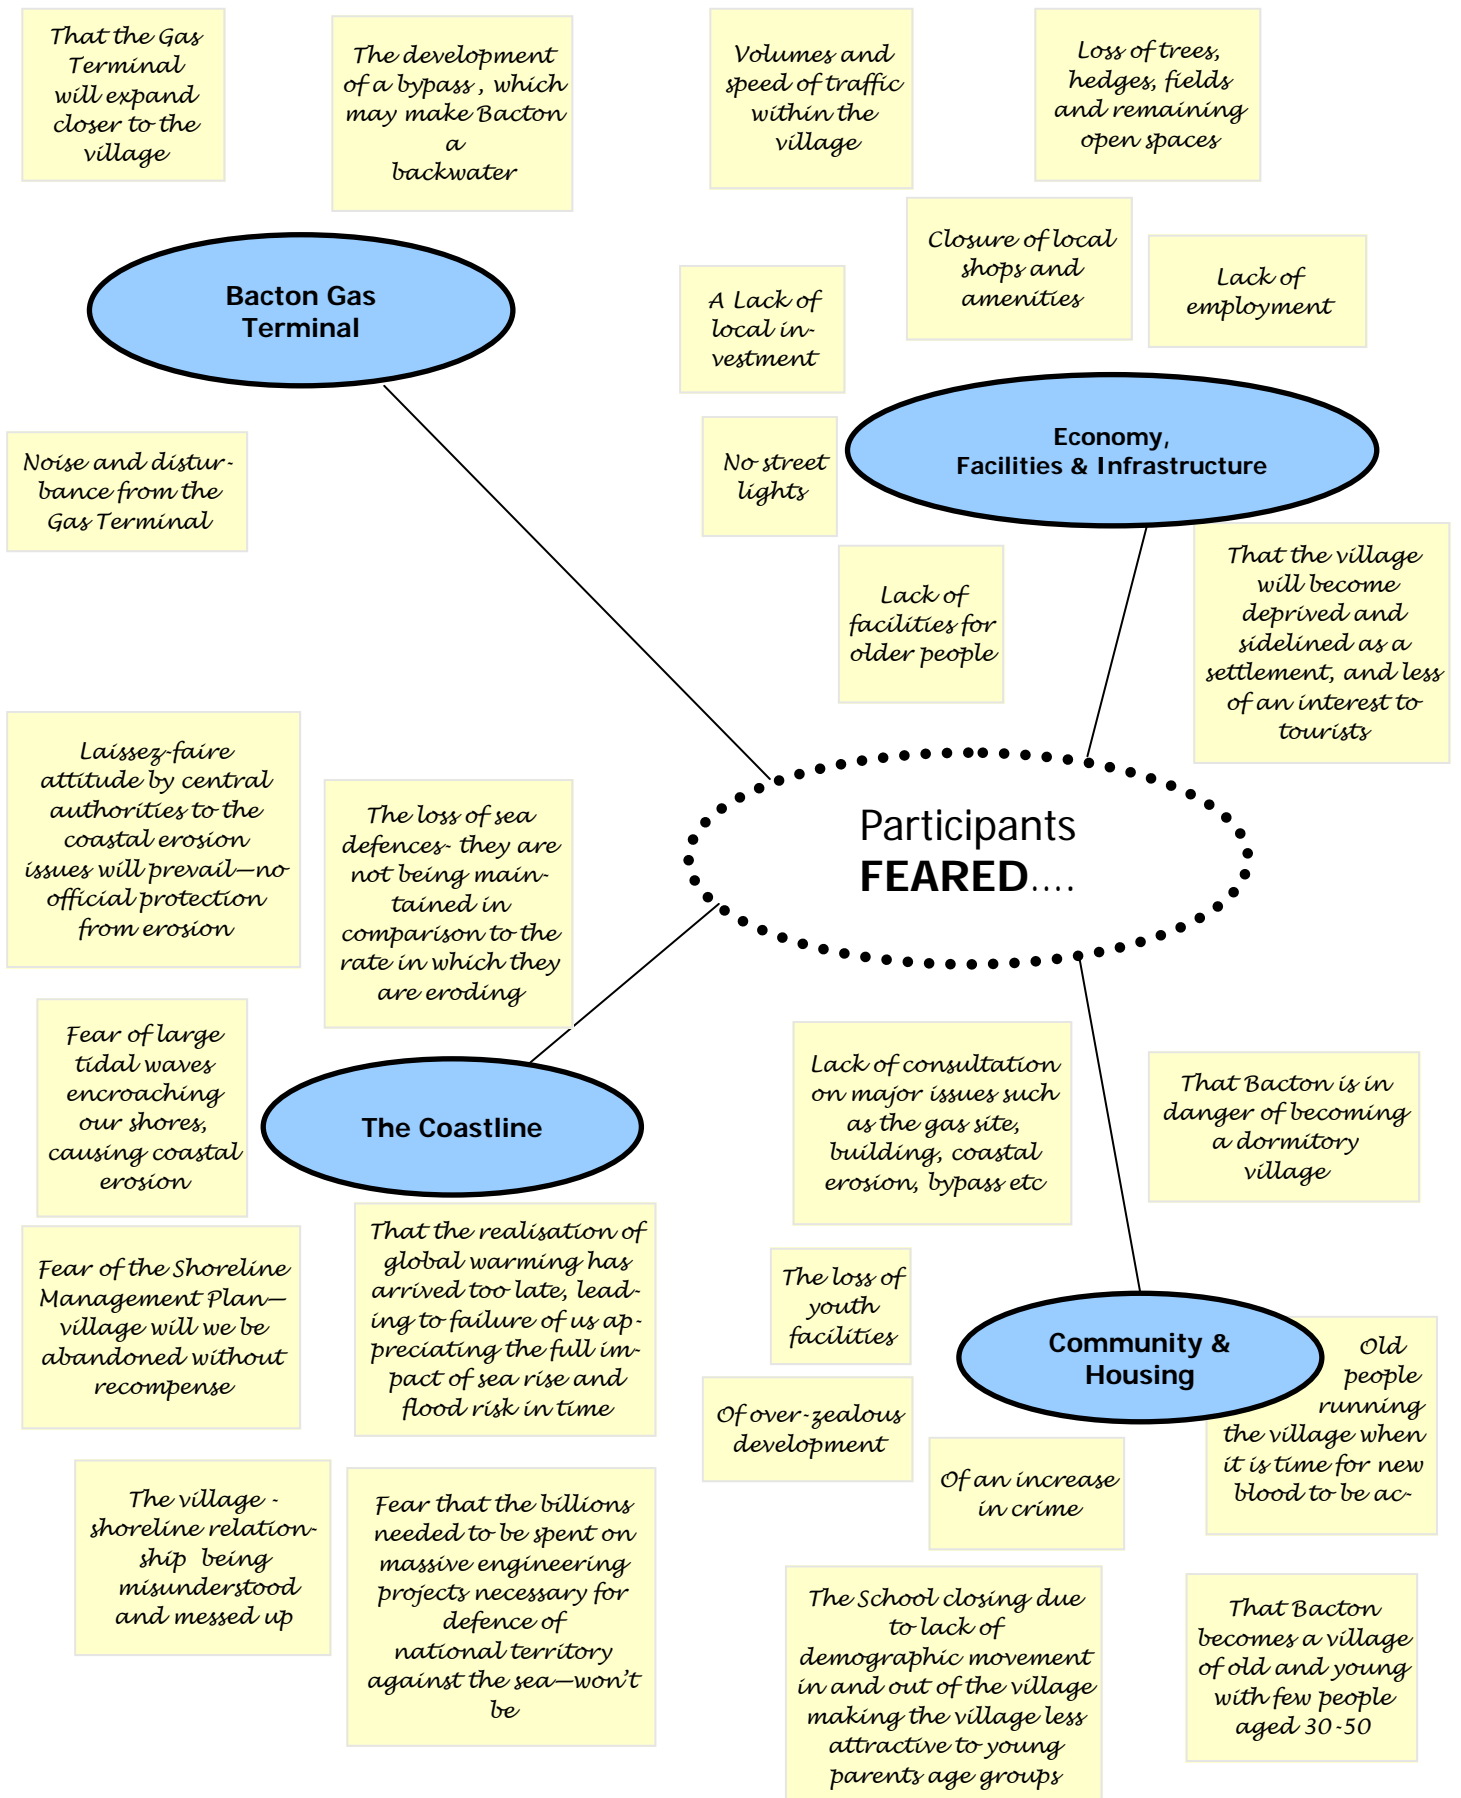 That the Gas
Terminal
will expand
closer to the
village
The development
of a bypass , which
may make Bacton
a
backwater
Volumes and
speed of traffic
within the
village
Loss of trees,
hedges, fields
and remaining
open spaces
Closure of local
shops and
amenities
Lack of
employment
A Lack of
local in-
vestment
Bacton Gas
Terminal
Economy,
Facilities & Infrastructure
Noise and distur-
bance from the
Gas Terminal
No street
lights
Lack of
facilities for
older people
That the village
will become
deprived and
sidelined as a
settlement, and less
of an interest to
tourists
Laissez-faire
attitude by central
authorities to the
coastal erosion
issues will prevail—no
official protection
from erosion
The loss of sea
defences- they are
not being main-
tained in
comparison to the
rate in which they
are eroding
Participants
FEARED....
Fear of large
tidal waves
encroaching
our shores,
causing coastal
erosion
The Coastline
Lack of consultation
on major issues such
as the gas site,
building, coastal
erosion, bypass etc
That Bacton is in
danger of becoming
a dormitory
village
Fear of the Shoreline
Management Plan—
village will we be
abandoned without
recompense
That the realisation of
global warming has
arrived too late, lead-
ing to failure of us ap-
preciating the full im-
pact of sea rise and
flood risk in time
The loss of
youth
facilities
Community &
Housing
Old
people
running
the village when
it is time for new
blood to be ac-
Of over-zealous
development
Of an increase
in crime
The village -
shoreline relation-
ship being
misunderstood
and messed up
Fear that the billions
needed to be spent on
massive engineering
projects necessary for
defence of
national territory
against the sea—won't
be
The School closing due
to lack of
demographic movement
in and out of the village
making the village less
attractive to young
parents age groups
That Bacton
becomes a village
of old and young
with few people
aged 30-50